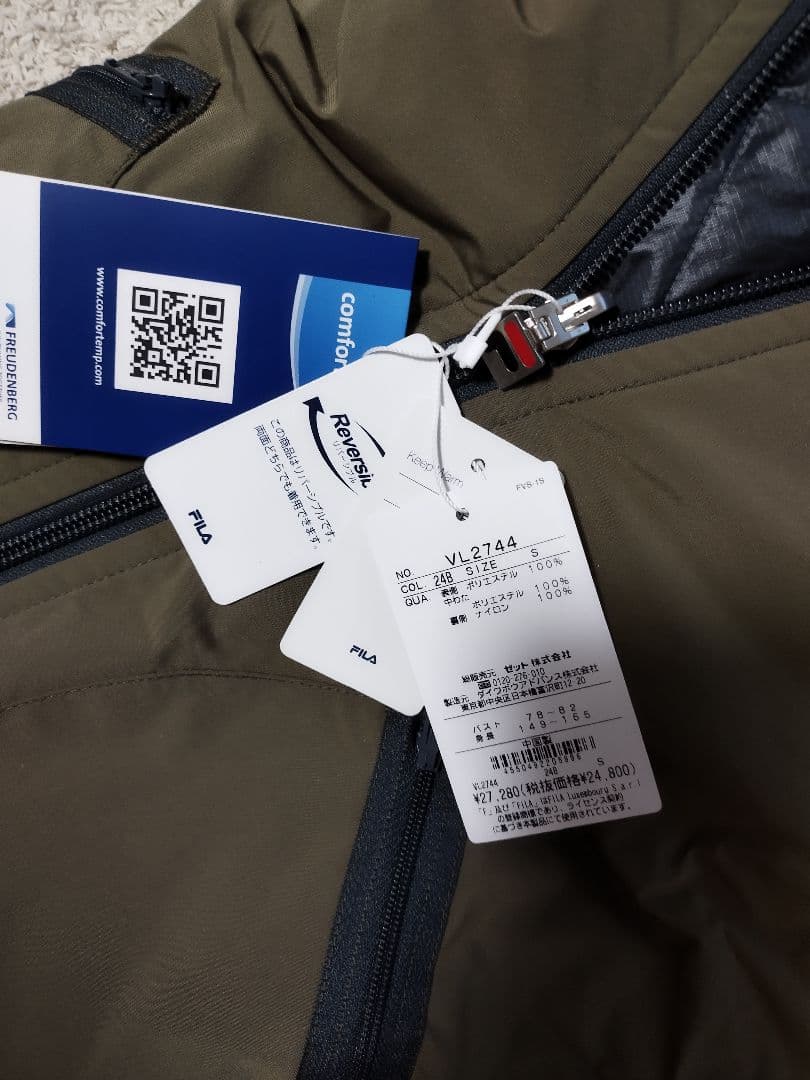 www.comfortemp.com
FREUDENBERG
comfor
Reversib
リバーシブル
この商品はリバーシブルです。
両面どちらでも着用できます。
FILA
Keep Warm
FILA
FVS-1S
NO. VL2744
COL. 24B SIZE S
QUA 表側 ポリエステル 100%
中わた ポリエステル 100%
裏側 ナイロン 100%
総販売元 ゼット株式会社
0120-276-010
製造元 ダイワボウアドバンス株式会社
東京都中央区日本橋富沢町12-20
バスト 78~82
身長 149~165
中国製
VL2744 24B S
¥27,280(税抜価格¥24,800)
「F」及び「FILA」はFILA Luxembourg S.a r l
の登録商標であり、ライセンス契約
に基づき本製品にて使用されています。